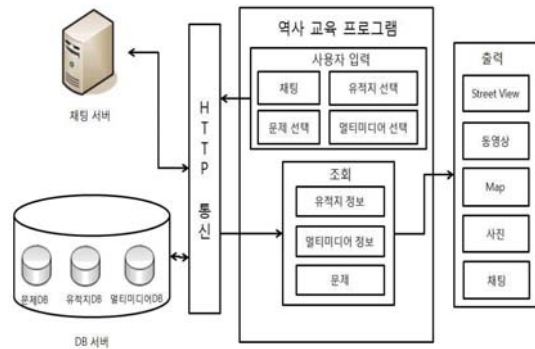 채팅 서버
문제DB
유적지DB
멀티미디어DB
DB 서버
HTTP 통신
역사 교육 프로그램
사용자 입력
채팅
유적지 선택
문제 선택
멀티미디어 선택
조회
유적지 정보
멀티미디어 정보
문제
출력
Street View
동영상
Map
사진
채팅